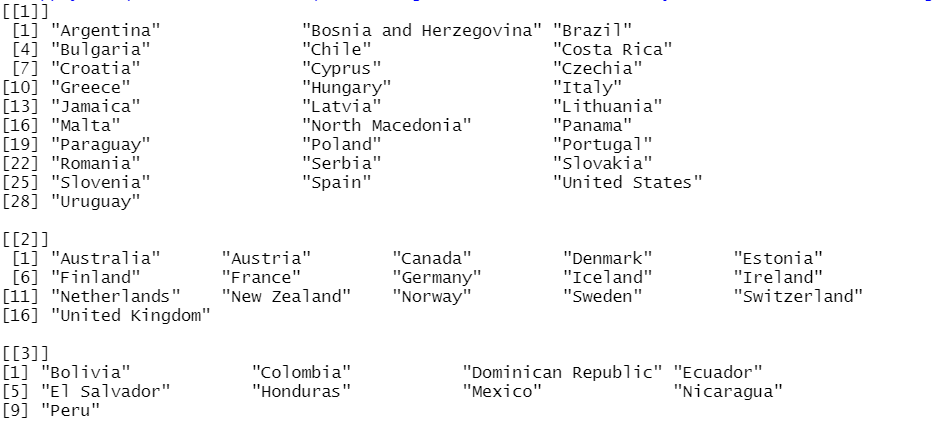 [[1]]
[1] "Argentina" "Bosnia and Herzegovina" "Brazil"
[4] "Bulgaria" "Chile" "Costa Rica"
[7] "Croatia" "Cyprus" "Czechia"
[10] "Greece" "Hungary" "Italy"
[13] "Jamaica" "Latvia" "Lithuania"
[16] "Malta" "North Macedonia" "Panama"
[19] "Paraguay" "Poland" "Portugal"
[22] "Romania" "Serbia" "Slovakia"
[25] "Slovenia" "Spain" "United States"
[28] "Uruguay"
[[2]]
[1] "Australia" "Austria" "Canada" "Denmark" "Estonia"
[6] "Finland" "France" "Germany" "Iceland" "Ireland"
[11] "Netherlands" "New Zealand" "Norway" "Sweden" "Switzerland"
[16] "United Kingdom"
[[3]]
[1] "Bolivia" "Colombia" "Dominican Republic" "Ecuador"
[5] "El Salvador" "Honduras" "Mexico" "Nicaragua"
[9] "Peru"